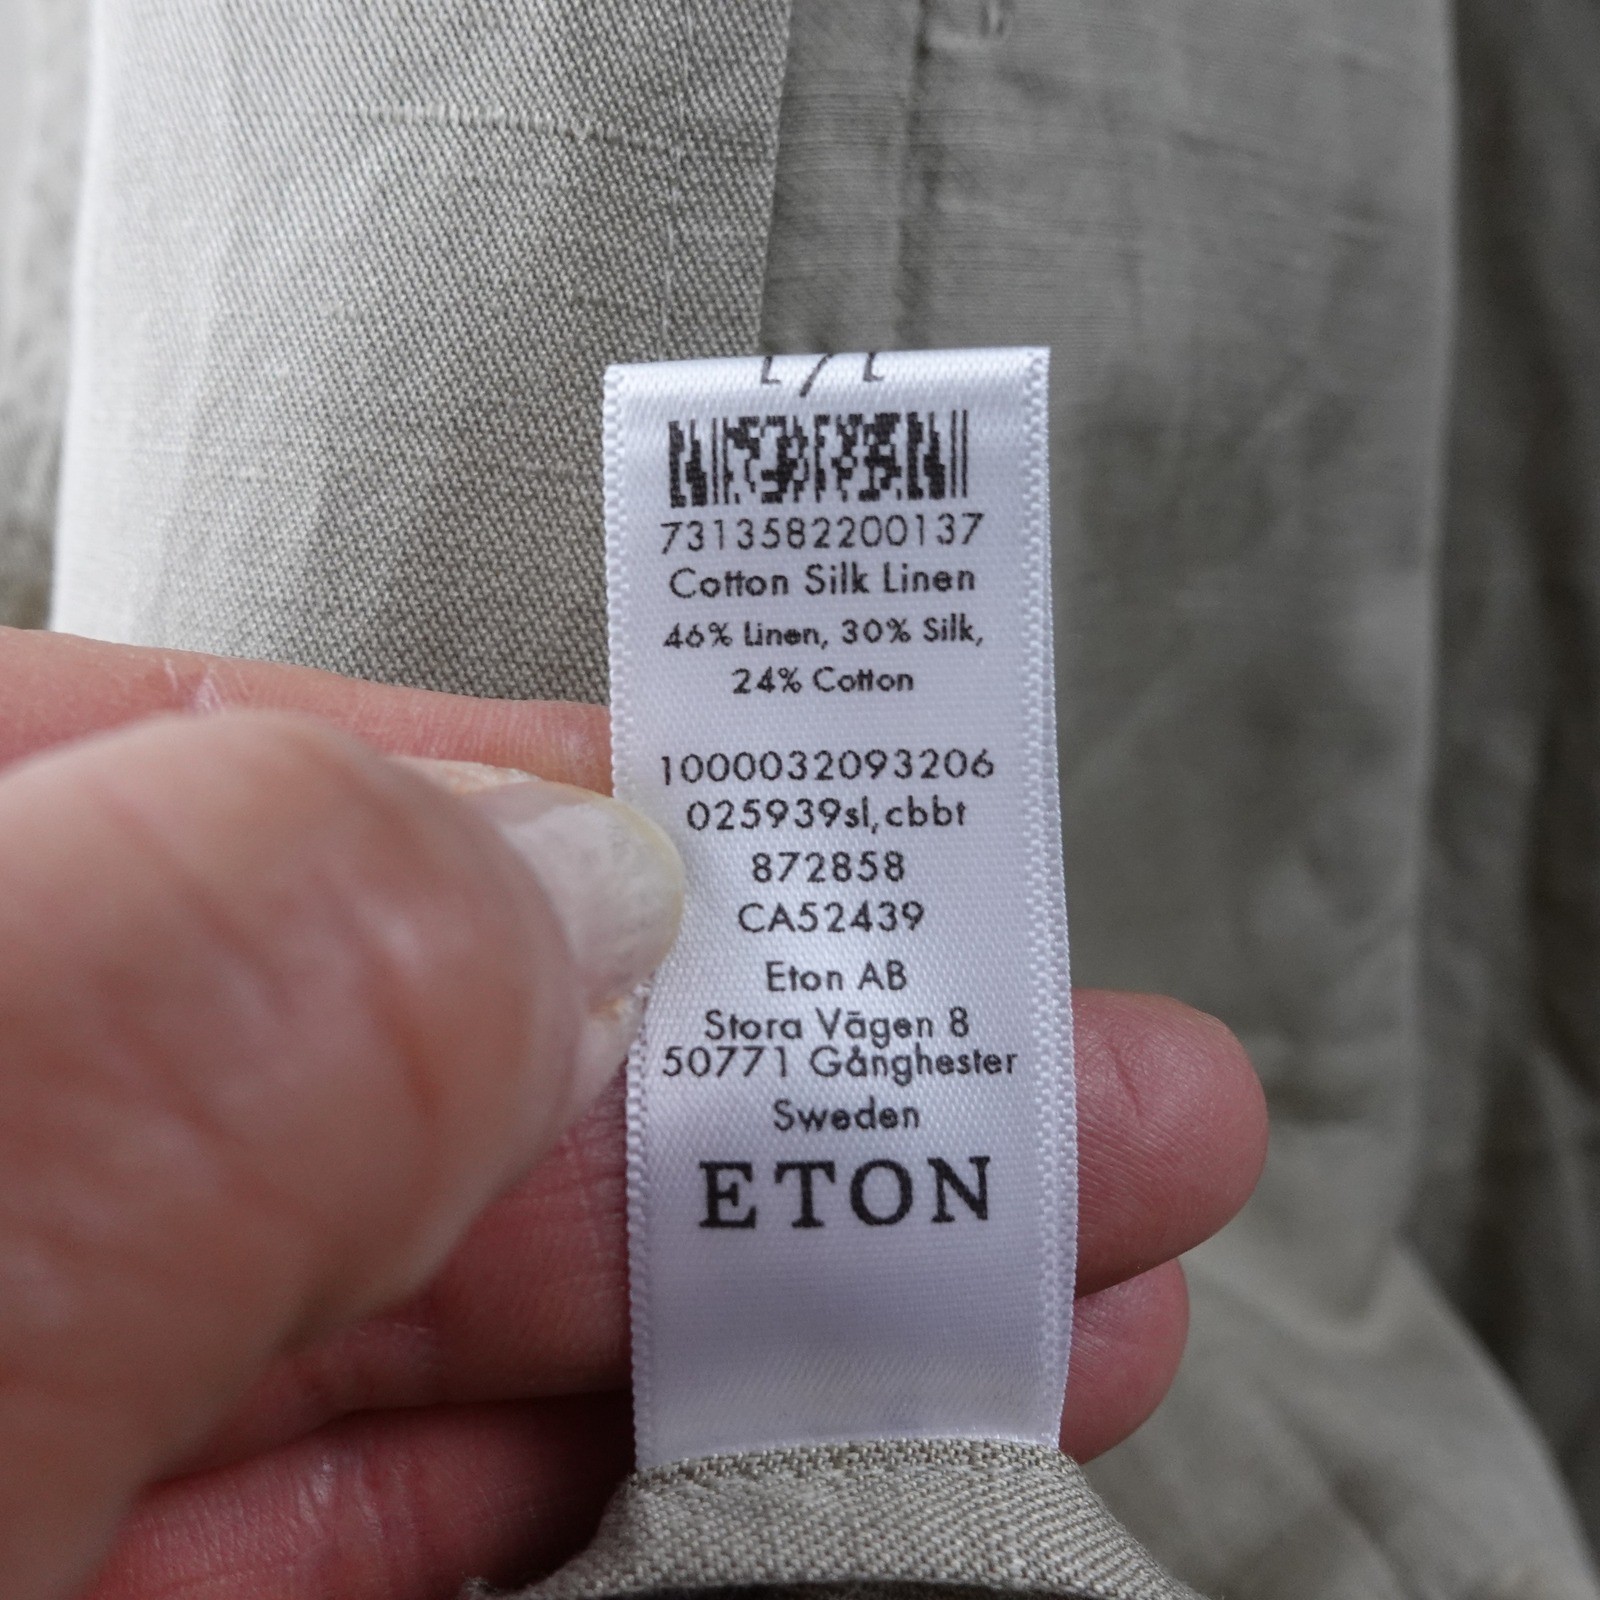 7313582200137
Cotton Silk Linen
46% Linen, 30% Silk,
24% Cotton
1000032093206
025939sl,cbbt
872858
CA52439
Eton AB
Stora Vägen 8
50771 Gånghester
Sweden
ETON